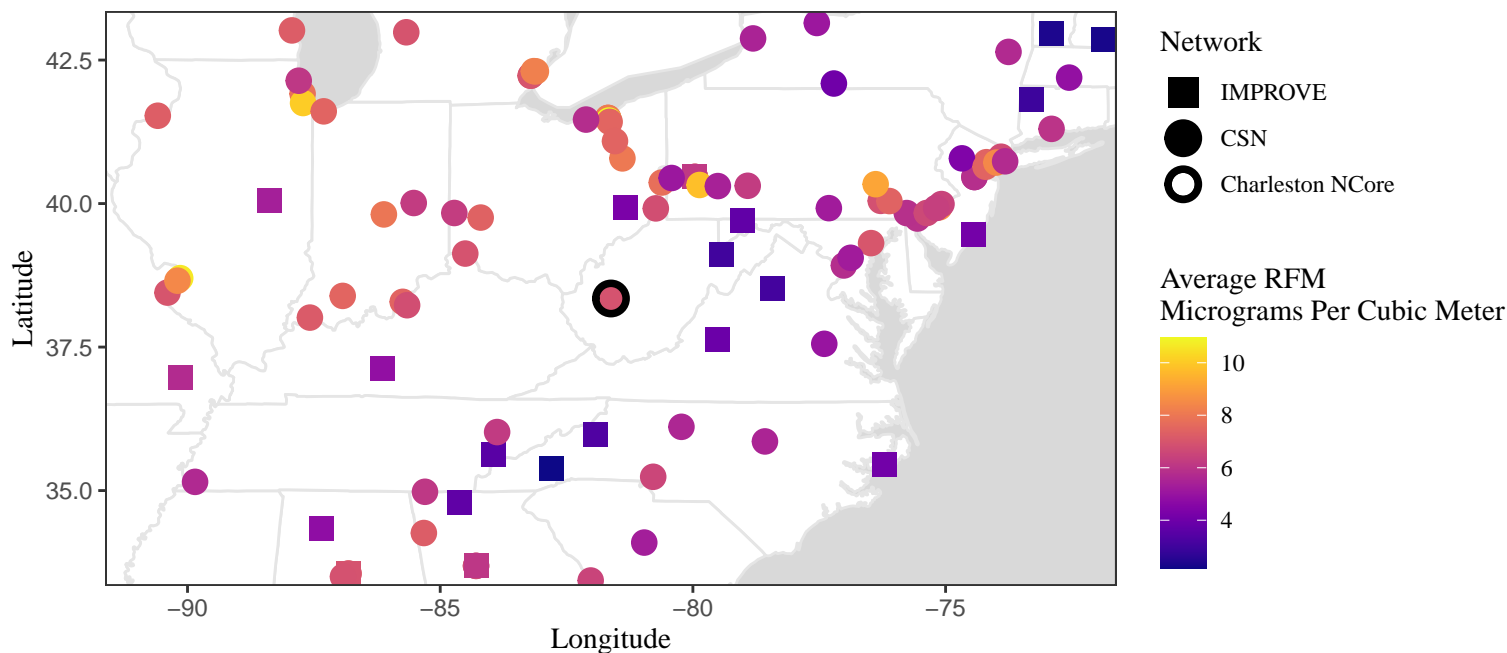 42.5
40.0
37.5
35.0
Latitude
−90
−85
−80
−75
Longitude
Network
IMPROVE
CSN
Charleston NCore
Average RFM
Micrograms Per Cubic Meter
10
8
6
4